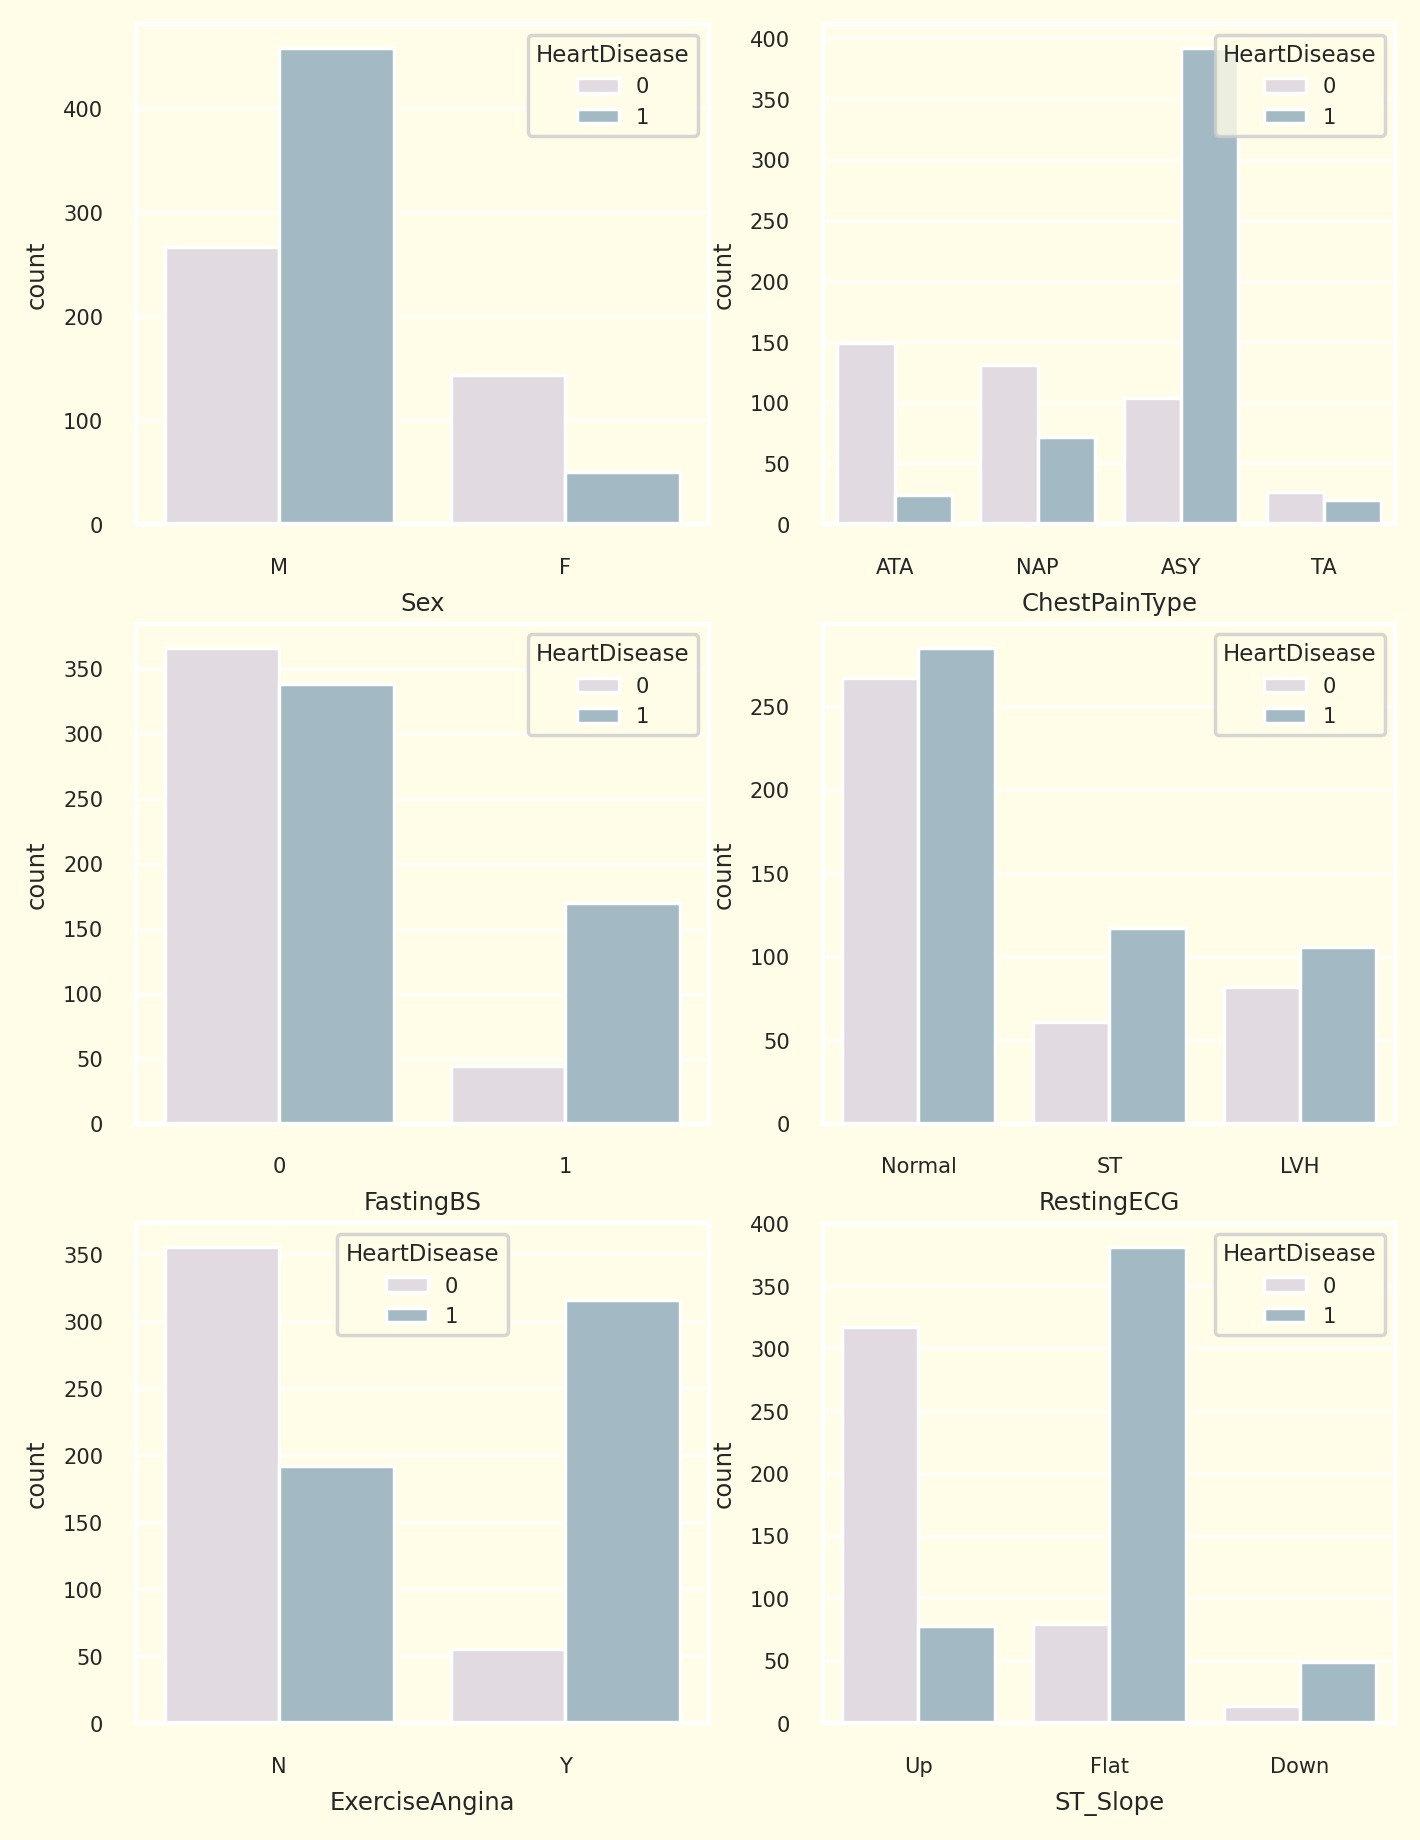 count
400
300
200
100
0
HeartDisease
0
1
M
F
Sex
count
400
350
300
250
200
150
100
50
0
HeartDisease
0
1
ATA
NAP
ASY
TA
ChestPainType
count
350
300
250
200
150
100
50
0
HeartDisease
0
1
0
1
FastingBS
count
250
200
150
100
50
0
HeartDisease
0
1
Normal
ST
LVH
RestingECG
count
350
300
250
200
150
100
50
0
HeartDisease
0
1
N
Y
ExerciseAngina
count
400
350
300
250
200
150
100
50
0
HeartDisease
0
1
Up
Flat
Down
ST_Slope